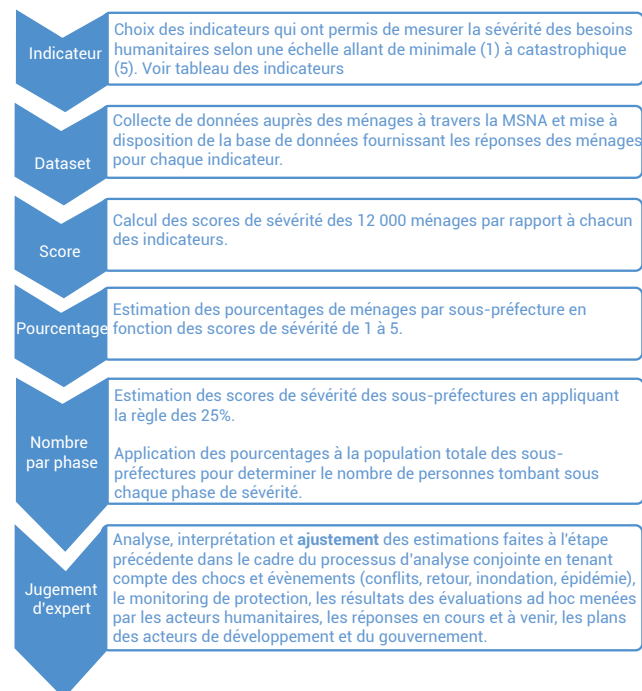 Indicateur
Choix des indicateurs qui ont permis de mesurer la sévérité des besoins
humanitaires selon une échelle allant de minimale (1) à catastrophique
(5). Voir tableau des indicateurs
Dataset
Collecte de données auprès des ménages à travers la MSNA et mise à
disposition de la base de données fournissant les réponses des ménages
pour chaque indicateur.
Score
Calcul des scores de sévérité des 12 000 ménages par rapport à chacun
des indicateurs.
Pourcentage
Estimation des pourcentages de ménages par sous-préfecture en
fonction des scores de sévérité de 1 à 5.
Nombre
par phase
Estimation des scores de sévérité des sous-préfectures en appliquant
la règle des 25%.
Application des pourcentages à la population totale des sous-
préfectures pour determiner le nombre de personnes tombant sous
chaque phase de sévérité.
Jugement
d'expert
Analyse, interprétation et ajustement des estimations faites à l'étape
précédente dans le cadre du processus d'analyse conjointe en tenant
compte des chocs et évènements (conflits, retour, inondation, épidémie),
le monitoring de protection, les résultats des évaluations ad hoc menées
par les acteurs humanitaires, les réponses en cours et à venir, les plans
des acteurs de développement et du gouvernement.